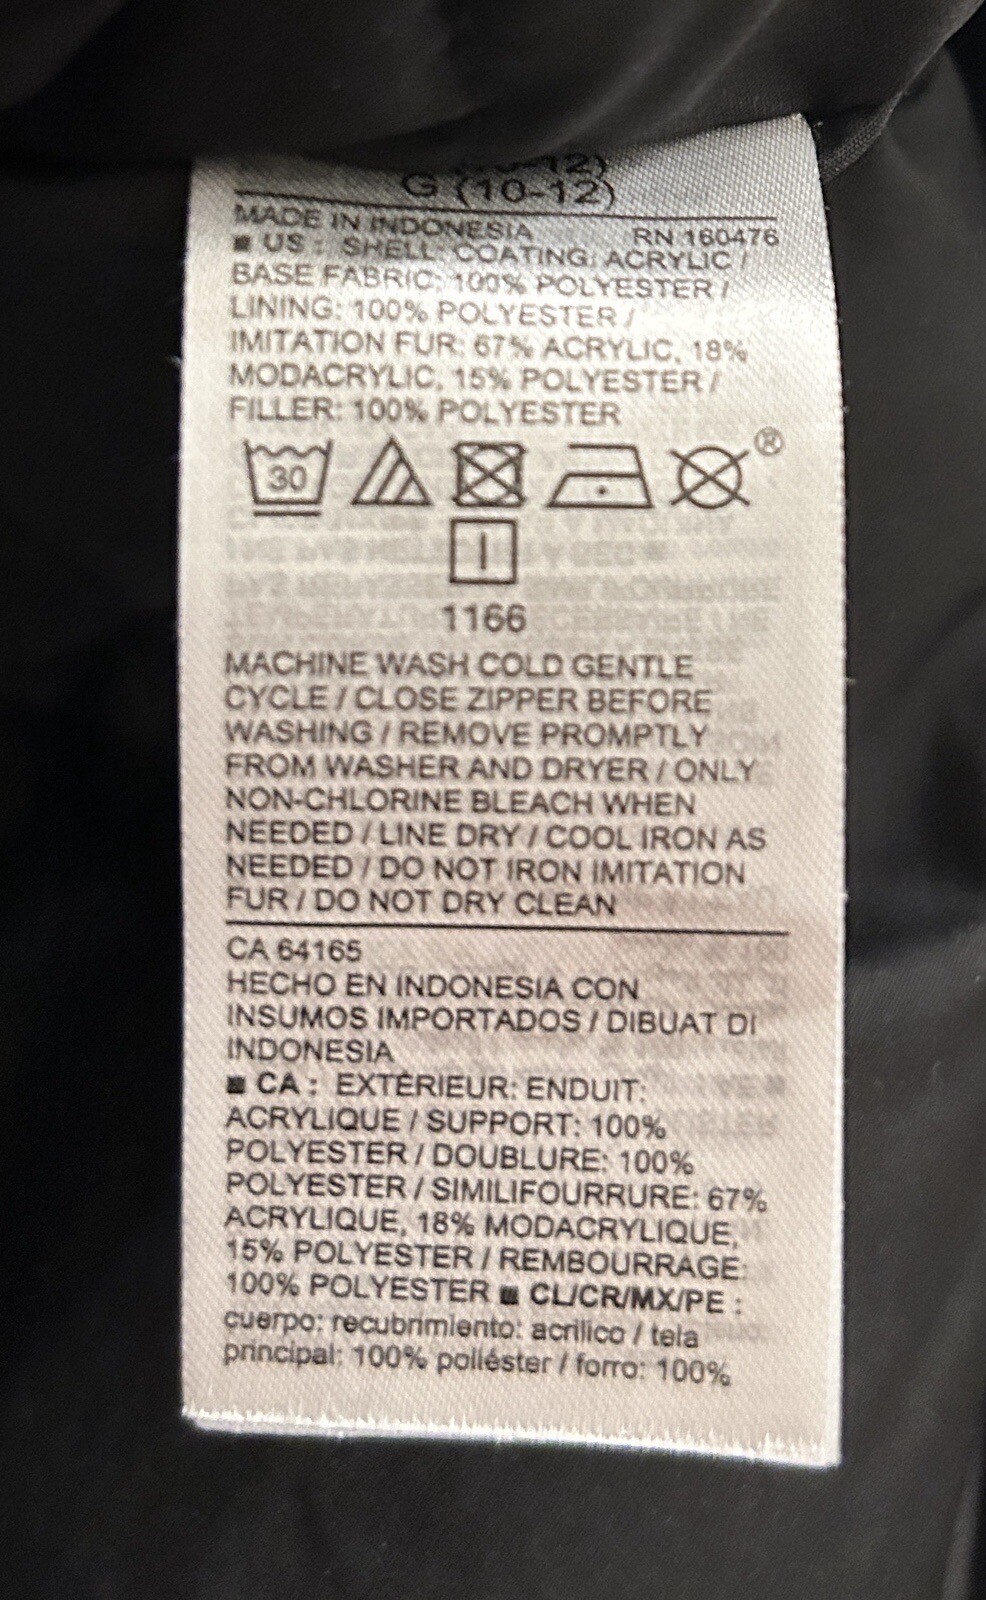 G (10-12)
MADE IN INDONESIA RN 160476
■ US : SHELL: COATING: ACRYLIC /
BASE FABRIC: 100% POLYESTER /
LINING: 100% POLYESTER /
IMITATION FUR: 67% ACRYLIC, 18%
MODACRYLIC, 15% POLYESTER /
FILLER: 100% POLYESTER
30
®
1166
MACHINE WASH COLD GENTLE
CYCLE / CLOSE ZIPPER BEFORE
WASHING / REMOVE PROMPTLY
FROM WASHER AND DRYER / ONLY
NON-CHLORINE BLEACH WHEN
NEEDED / LINE DRY / COOL IRON AS
NEEDED / DO NOT IRON IMITATION
FUR / DO NOT DRY CLEAN
CA 64165
HECHO EN INDONESIA CON
INSUMOS IMPORTADOS / DIBUAT DI
INDONESIA
■ CA : EXTÉRIEUR: ENDUIT:
ACRYLIQUE / SUPPORT: 100%
POLYESTER / DOUBLURE: 100%
POLYESTER / SIMILIFOURRURE: 67%
ACRYLIQUE, 18% MODACRYLIQUE,
15% POLYESTER / REMBOURRAGE:
100% POLYESTER ■ CL/CR/MX/PE :
cuerpo: recubrimiento: acrílico / tela
principal: 100% poliéster / forro: 100%